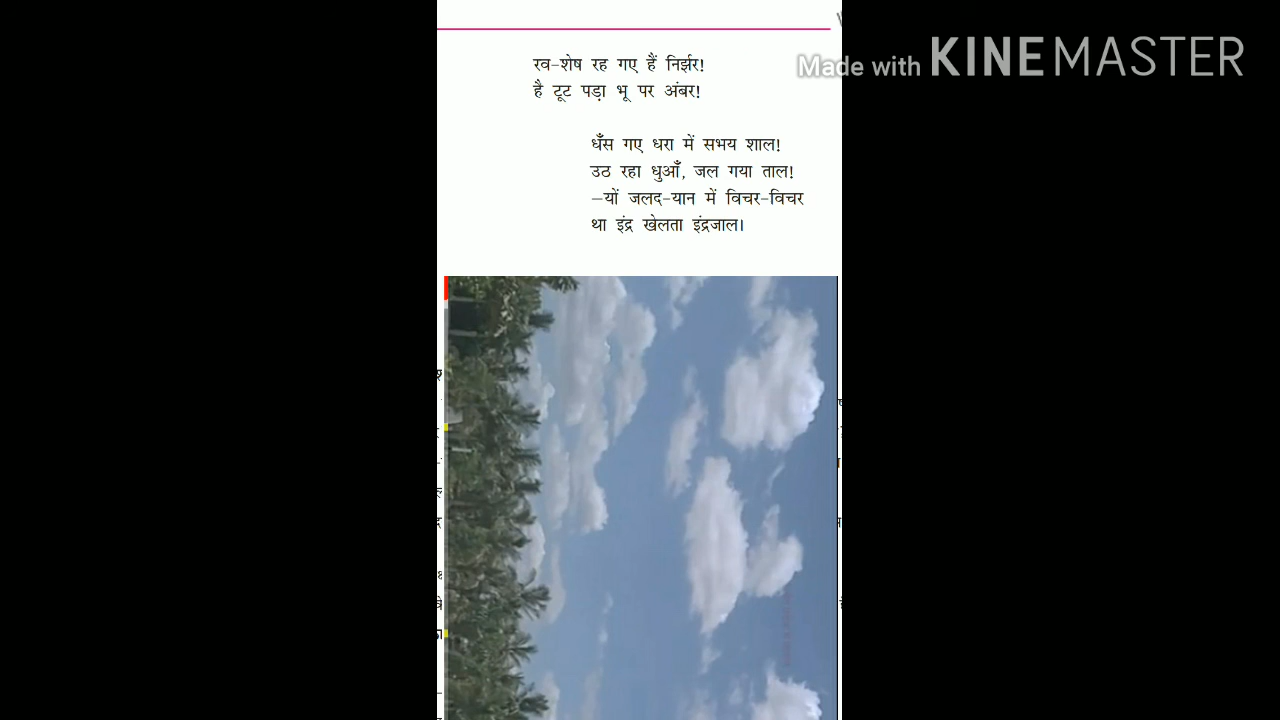 Made with KINEMASTER
रव-शेष रह गए हैं निर्झर!
है टूट पड़ा भू पर अंबर!
धँस गए धरा में सभय शाल!
उठ रहा धुआँ, जल गया ताल!
–यों जलद-यान में विचर-विचर
था इंद्र खेलता इंद्रजाल।